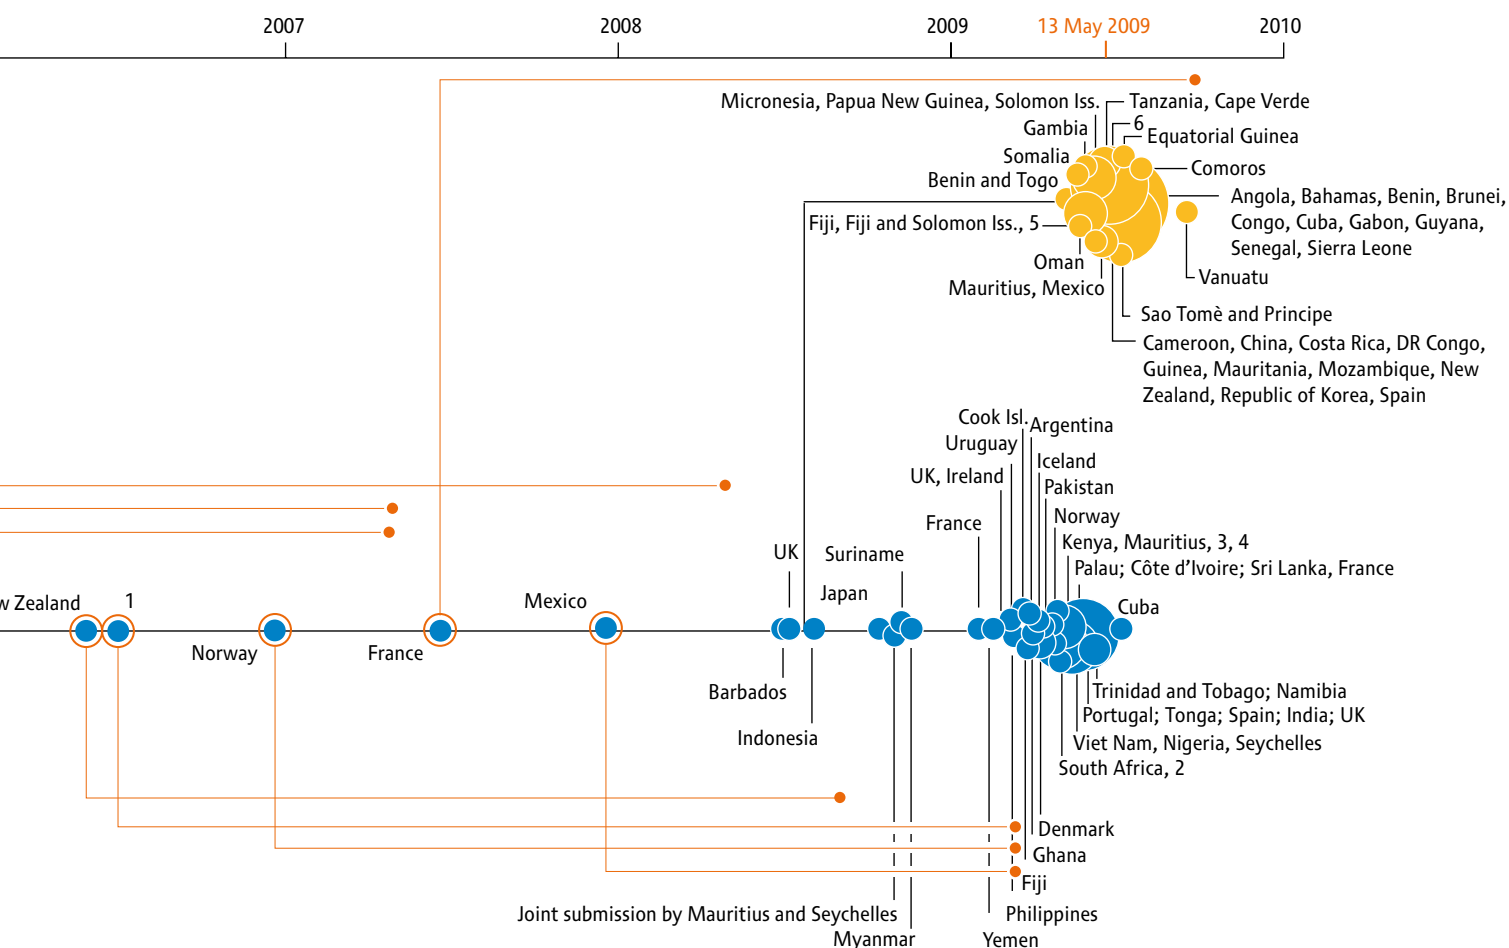 2007
2008
2009
13 May 2009
2010
Micronesia, Papua New Guinea, Solomon Iss.
Tanzania, Cape Verde
Gambia
6
Equatorial Guinea
Somalia
Comoros
Benin and Togo
Angola, Bahamas, Benin, Brunei,
Congo, Cuba, Gabon, Guyana,
Senegal, Sierra Leone
Fiji, Fiji and Solomon Iss., 5
Oman
Vanuatu
Mauritius, Mexico
Sao Tomè and Principe
Cameroon, China, Costa Rica, DR Congo,
Guinea, Mauritania, Mozambique, New
Zealand, Republic of Korea, Spain
Cook Isl.
Argentina
Uruguay
Iceland
UK, Ireland
Pakistan
Norway
France
Kenya, Mauritius, 3, 4
UK
Suriname
Palau; Côte d'Ivoire; Sri Lanka, France
Japan
w Zealand
1
Mexico
Cuba
Norway
France
Barbados
Trinidad and Tobago; Namibia
Portugal; Tonga; Spain; India; UK
Indonesia
Viet Nam, Nigeria, Seychelles
South Africa, 2
Denmark
Ghana
Fiji
Joint submission by Mauritius and Seychelles
Philippines
Myanmar
Yemen